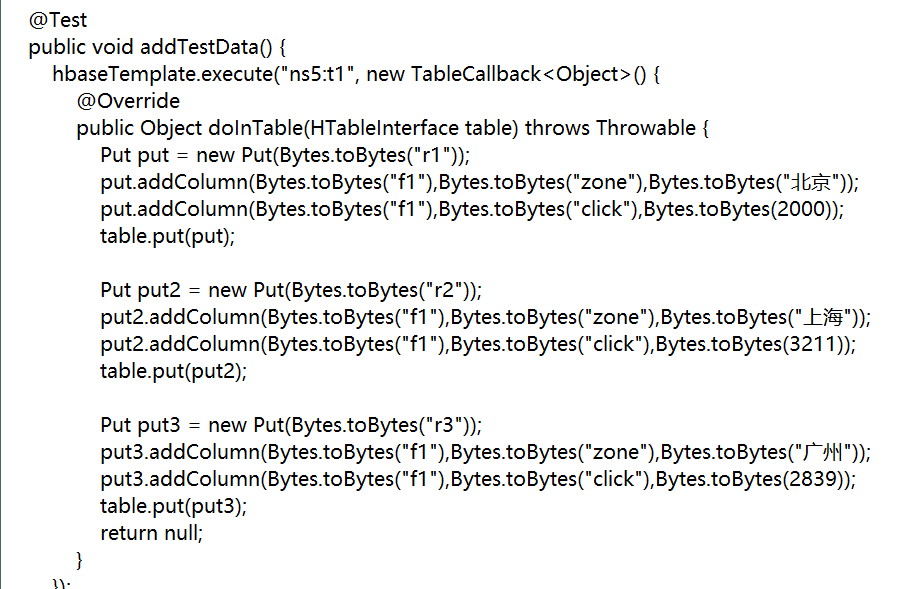 @Test
public void addTestData() {
hbaseTemplate.execute("ns5:t1", new TableCallback<Object>() {
@Override
public Object doInTable(HTableInterface table) throws Throwable {
Put put = new Put(Bytes.toBytes("r1"));
put.addColumn(Bytes.toBytes("f1"),Bytes.toBytes("zone"),Bytes.toBytes("北京"));
put.addColumn(Bytes.toBytes("f1"),Bytes.toBytes("click"),Bytes.toBytes(2000));
table.put(put);
Put put2 = new Put(Bytes.toBytes("r2"));
put2.addColumn(Bytes.toBytes("f1"),Bytes.toBytes("zone"),Bytes.toBytes("上海"));
put2.addColumn(Bytes.toBytes("f1"),Bytes.toBytes("click"),Bytes.toBytes(3211));
table.put(put2);
Put put3 = new Put(Bytes.toBytes("r3"));
put3.addColumn(Bytes.toBytes("f1"),Bytes.toBytes("zone"),Bytes.toBytes("广州"));
put3.addColumn(Bytes.toBytes("f1"),Bytes.toBytes("click"),Bytes.toBytes(2839));
table.put(put3);
return null;
}
});